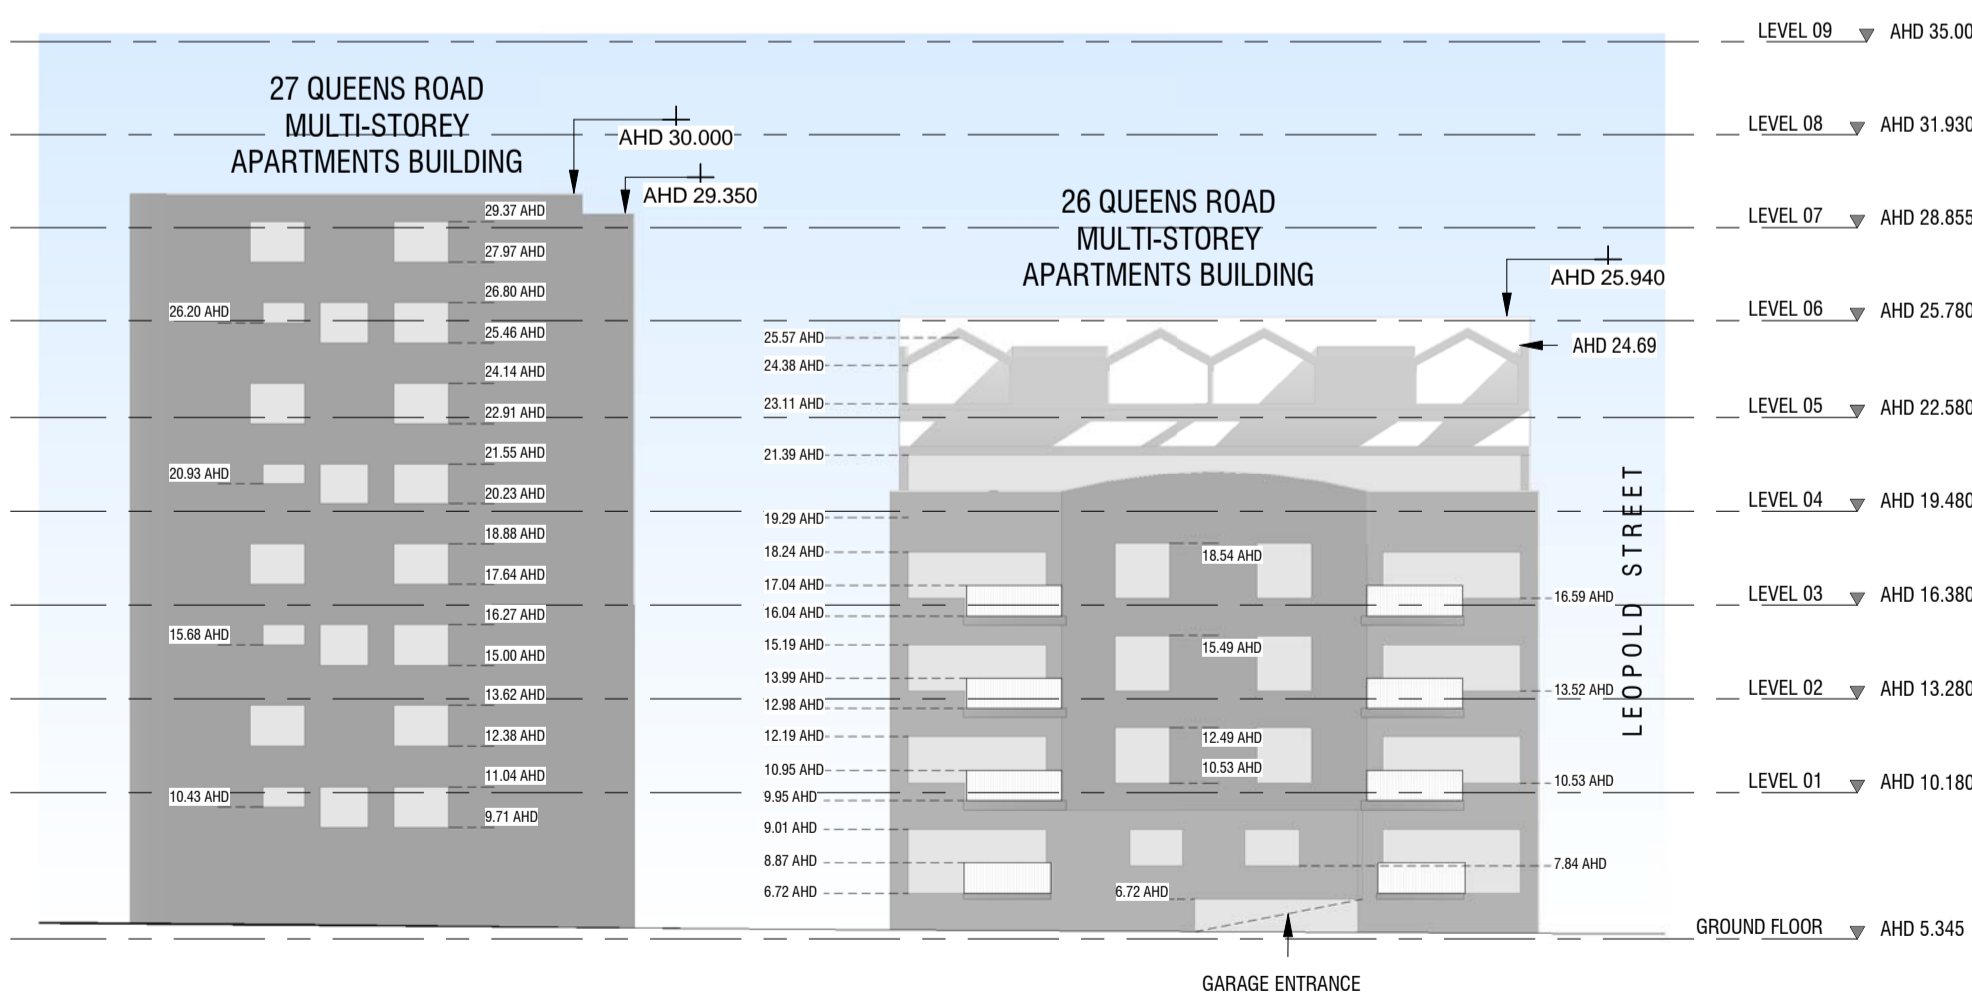 LEVEL 09 AHD 35.00
27 QUEENS ROAD
MULTI-STOREY
APARTMENTS BUILDING
AHD 30.000
AHD 29.350
LEVEL 08 AHD 31.930
26 QUEENS ROAD
MULTI-STOREY
APARTMENTS BUILDING
AHD 25.940
LEVEL 07 AHD 28.855
LEVEL 06 AHD 25.780
AHD 24.69
LEVEL 05 AHD 22.580
LEVEL 04 AHD 19.480
LEVEL 03 AHD 16.380
LEVEL 02 AHD 13.280
LEVEL 01 AHD 10.180
GROUND FLOOR AHD 5.345
LEOPOLD STREET
29.37 AHD
27.97 AHD
26.80 AHD
26.20 AHD
25.46 AHD
24.14 AHD
22.91 AHD
21.55 AHD
20.93 AHD
20.23 AHD
18.88 AHD
17.64 AHD
16.27 AHD
15.68 AHD
15.00 AHD
13.62 AHD
12.38 AHD
11.04 AHD
10.43 AHD
9.71 AHD
25.57 AHD
24.38 AHD
23.11 AHD
21.39 AHD
19.29 AHD
18.24 AHD
17.04 AHD
16.04 AHD
15.19 AHD
13.99 AHD
12.98 AHD
12.19 AHD
10.95 AHD
9.95 AHD
9.01 AHD
8.87 AHD
6.72 AHD
18.54 AHD
15.49 AHD
12.49 AHD
10.53 AHD
6.72 AHD
16.59 AHD
13.52 AHD
10.53 AHD
7.84 AHD
GARAGE ENTRANCE